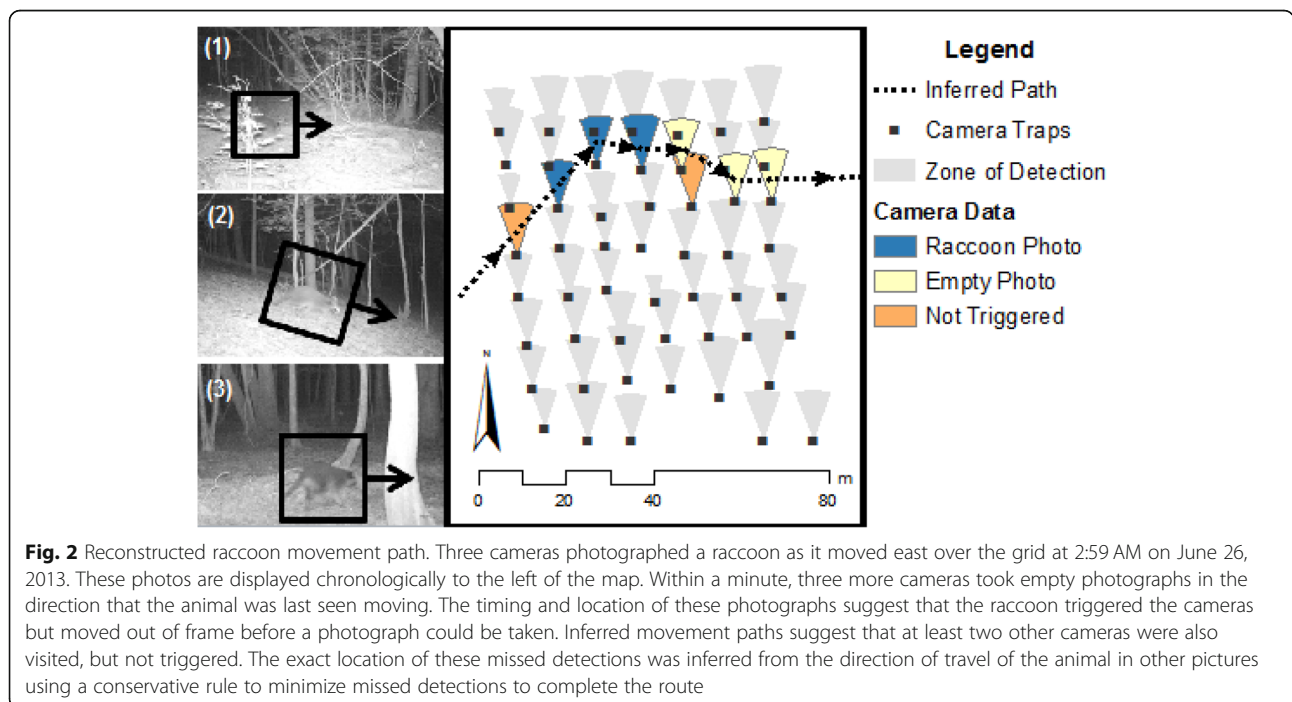 (1)
(2)
(3)
N
0 20 40 80
m
Legend
Inferred Path
Camera Traps
Zone of Detection
Camera Data
Raccoon Photo
Empty Photo
Not Triggered
Fig. 2 Reconstructed raccoon movement path. Three cameras photographed a raccoon as it moved east over the grid at 2:59 AM on June 26,
2013. These photos are displayed chronologically to the left of the map. Within a minute, three more cameras took empty photographs in the
direction that the animal was last seen moving. The timing and location of these photographs suggest that the raccoon triggered the cameras
but moved out of frame before a photograph could be taken. Inferred movement paths suggest that at least two other cameras were also
visited, but not triggered. The exact location of these missed detections was inferred from the direction of travel of the animal in other pictures
using a conservative rule to minimize missed detections to complete the route